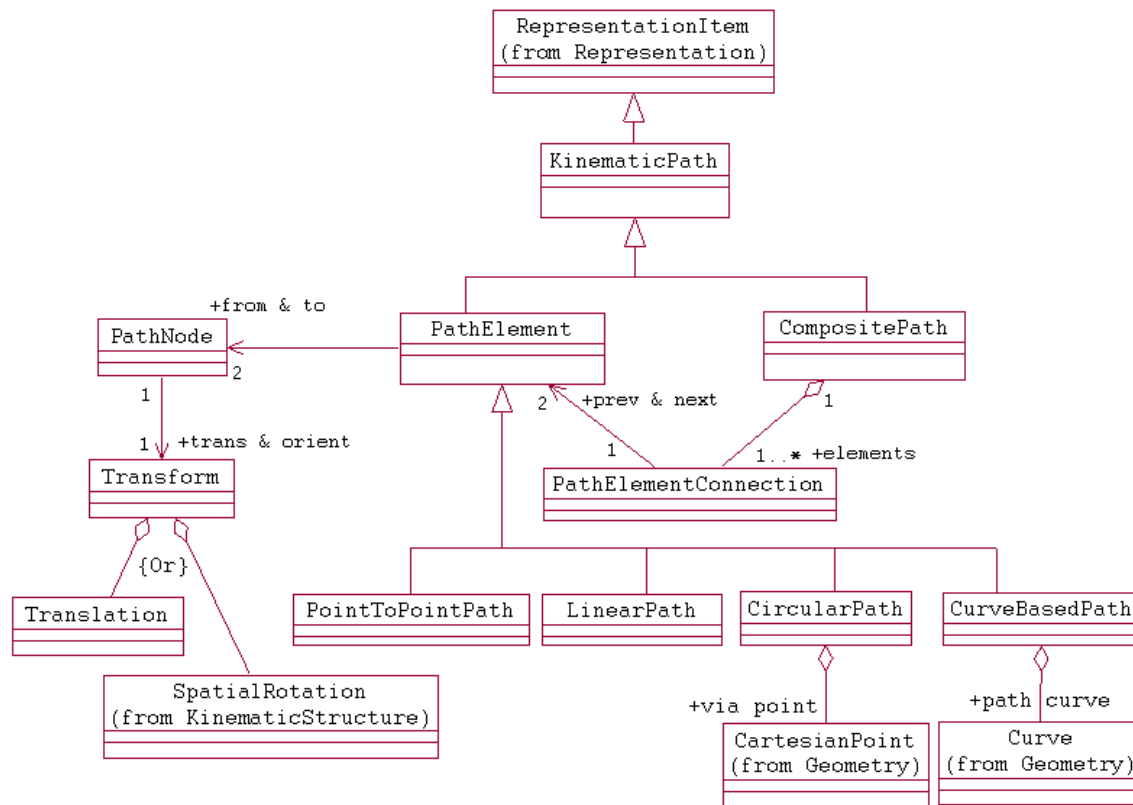 RepresentationItem
(from Representation)
KinematicPath
+from & to
PathNode
PathElement
CompositePath
2
1
2
+prev & next
1
1
+trans & orient
1
1..* +elements
Transform
PathElementConnection
{Or}
Translation
PointToPointPath
LinearPath
CircularPath
CurveBasedPath
SpatialRotation
(from KinematicStructure)
+via point
+path curve
CartesianPoint
(from Geometry)
Curve
(from Geometry)